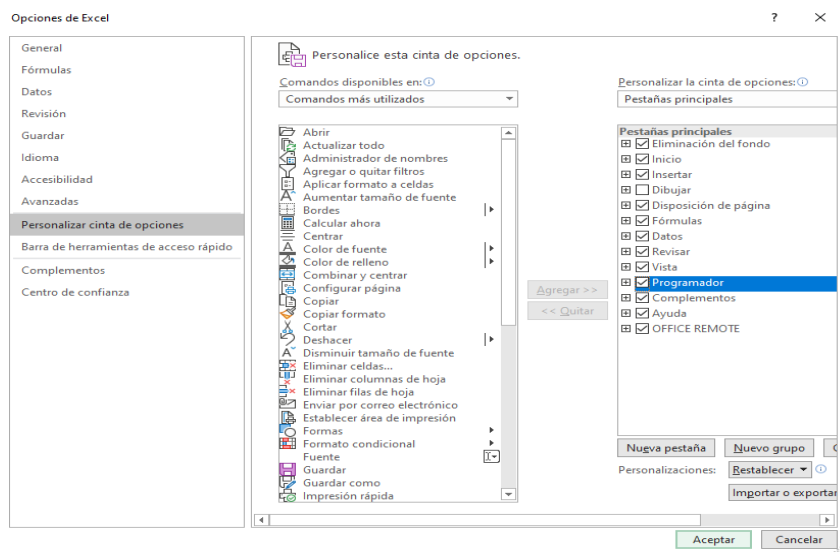 Opciones de Excel
?
General
Fórmulas
Datos
Revisión
Guardar
Idioma
Accesibilidad
Avanzadas
Personalizar cinta de opciones
Barra de herramientas de acceso rápido
Complementos
Centro de confianza
Personalice esta cinta de opciones.
Comandos disponibles en:
Comandos más utilizados
Abrir
Actualizar todo
Administrador de nombres
Agregar o quitar filtros
Aplicar formato a celdas
Aumentar tamaño de fuente
Bordes
Calcular ahora
Centrar
Color de fuente
Color de relleno
Combinar y centrar
Configurar página
Copiar
Copiar formato
Cortar
Deshacer
Disminuir tamaño de fuente
Eliminar celdas...
Eliminar columnas de hoja
Eliminar filas de hoja
Enviar por correo electrónico
Establecer área de impresión
Formas
Formato condicional
Fuente
Guardar
Guardar como
Impresión rápida
Agregar >>
<< Quitar
Personalizar la cinta de opciones:
Pestañas principales
Pestañas principales
Eliminación del fondo
Inicio
Insertar
Dibujar
Disposición de página
Fórmulas
Datos
Revisar
Vista
Programador
Complementos
Ayuda
OFFICE REMOTE
Nueva pestaña
Nuevo grupo
Personalizaciones:
Restablecer
Importar o exportar
Aceptar
Cancelar